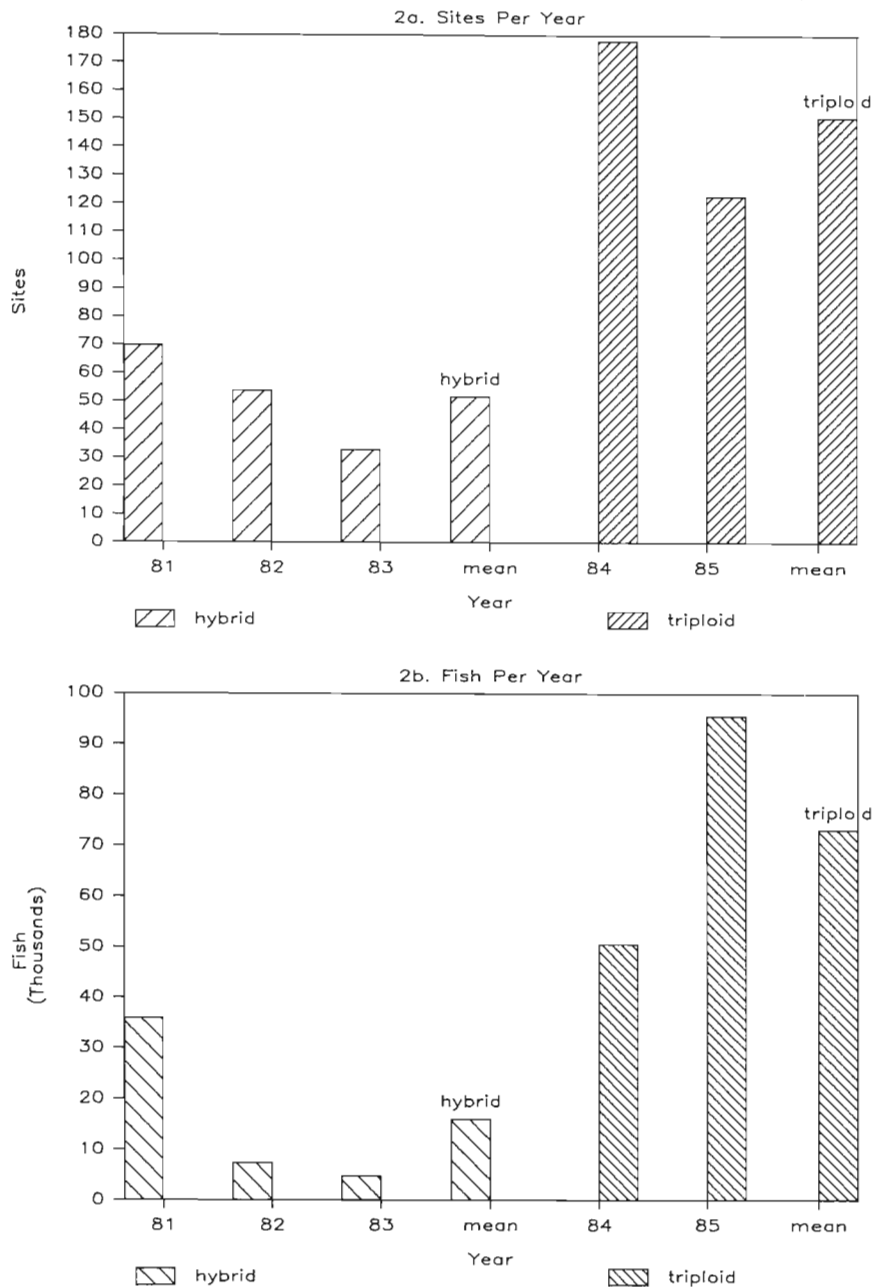 2a. Sites Per Year
180
170
160
150
140
130
120
110
100
90
80
70
60
50
40
30
20
10
0
Sites
hybrid
triploid
81 82 83 mean 84 85 mean
Year
hybrid triploid
2b. Fish Per Year
100
90
80
70
60
50
40
30
20
10
0
Fish
(Thousands)
hybrid
triploid
81 82 83 mean 84 85 mean
Year
hybrid triploid